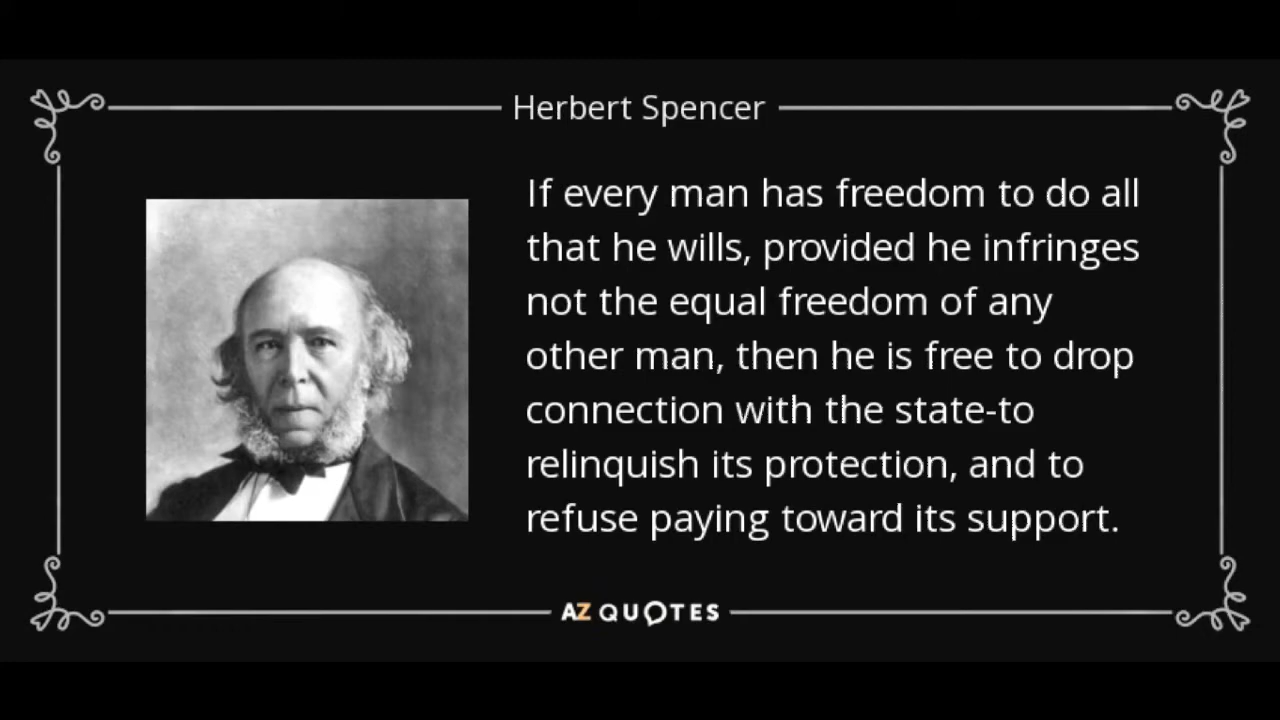 Herbert Spencer
If every man has freedom to do all
that he wills, provided he infringes
not the equal freedom of any
other man, then he is free to drop
connection with the state-to
relinquish its protection, and to
refuse paying toward its support.
AZ QUOTES